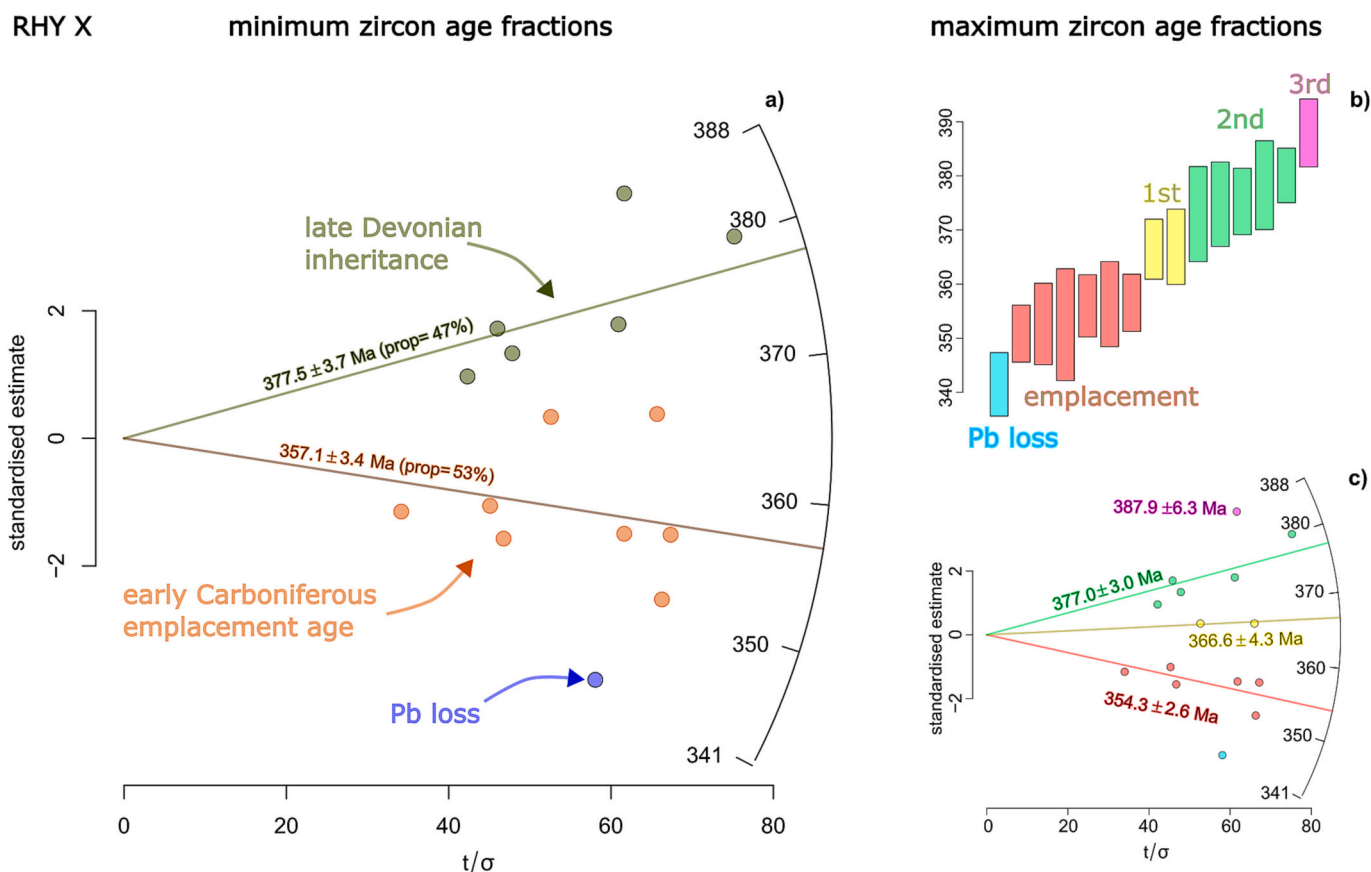 RHY X
minimum zircon age fractions
maximum zircon age fractions
a)
388
380
370
360
350
341
late Devonian
inheritance
377.5±3.7 Ma (prop= 47%)
357.1±3.4 Ma (prop= 53%)
early Carboniferous
emplacement age
Pb loss
standardised estimate
2
0
−2
0
20
40
60
80
t/σ
b)
390
380
370
360
350
340
3rd
2nd
1st
emplacement
Pb loss
c)
388
380
370
360
350
341
387.9 ±6.3 Ma
377.0±3.0 Ma
366.6±4.3 Ma
354.3±2.6 Ma
standardised estimate
2
0
−2
0
20
40
60
80
t/σ